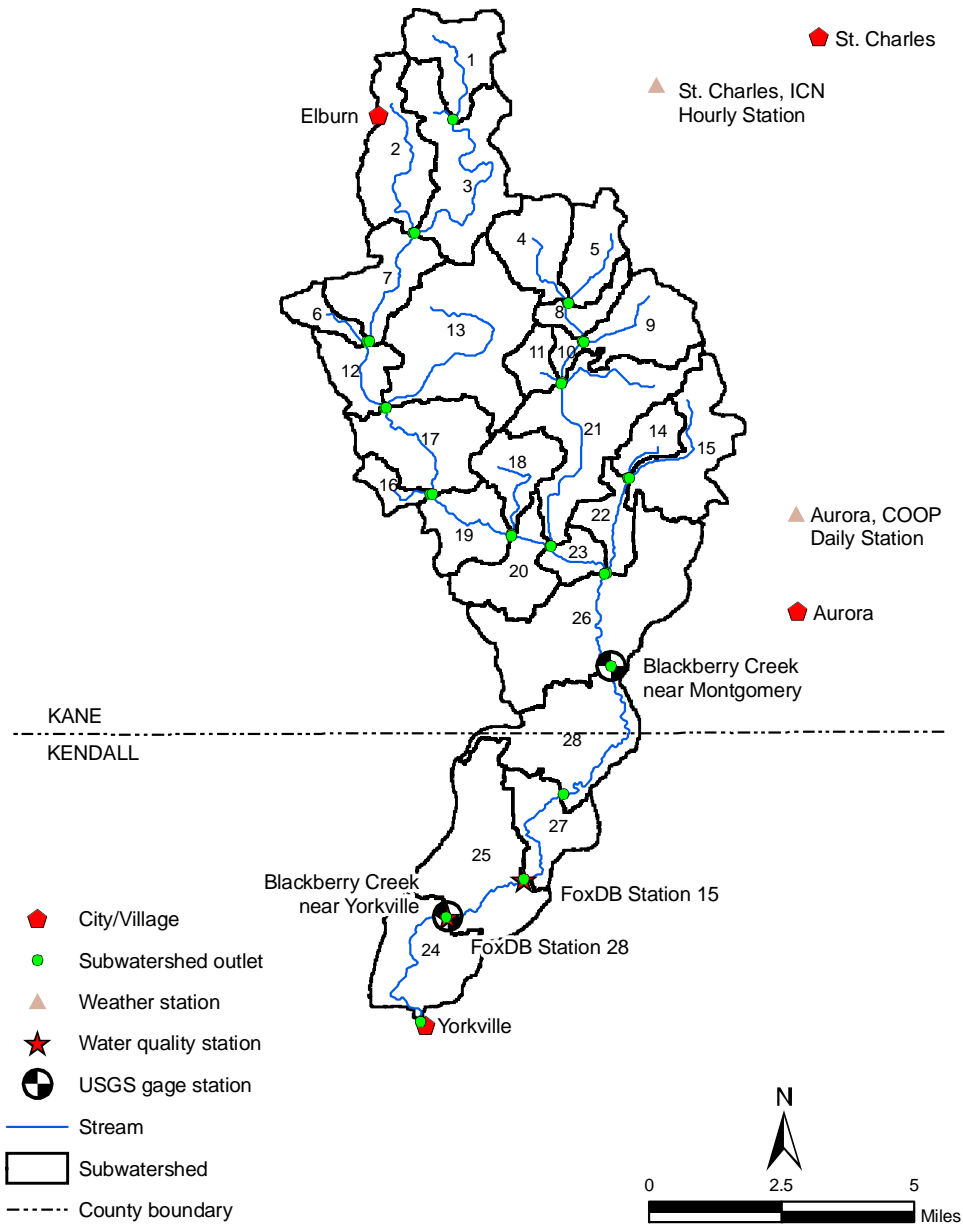 1
St. Charles
St. Charles, ICN
Hourly Station
Elburn
2
3
4
5
7
6
8
9
13
11
10
12
21
17
14
15
18
16
22
Aurora, COOP
Daily Station
19
23
20
26
Aurora
Blackberry Creek
near Montgomery
KANE
KENDALL
28
27
25
Blackberry Creek
near Yorkville
FoxDB Station 15
24
FoxDB Station 28
Yorkville
City/Village
Subwatershed outlet
Weather station
Water quality station
USGS gage station
Stream
Subwatershed
County boundary
N
0
2.5
5
Miles